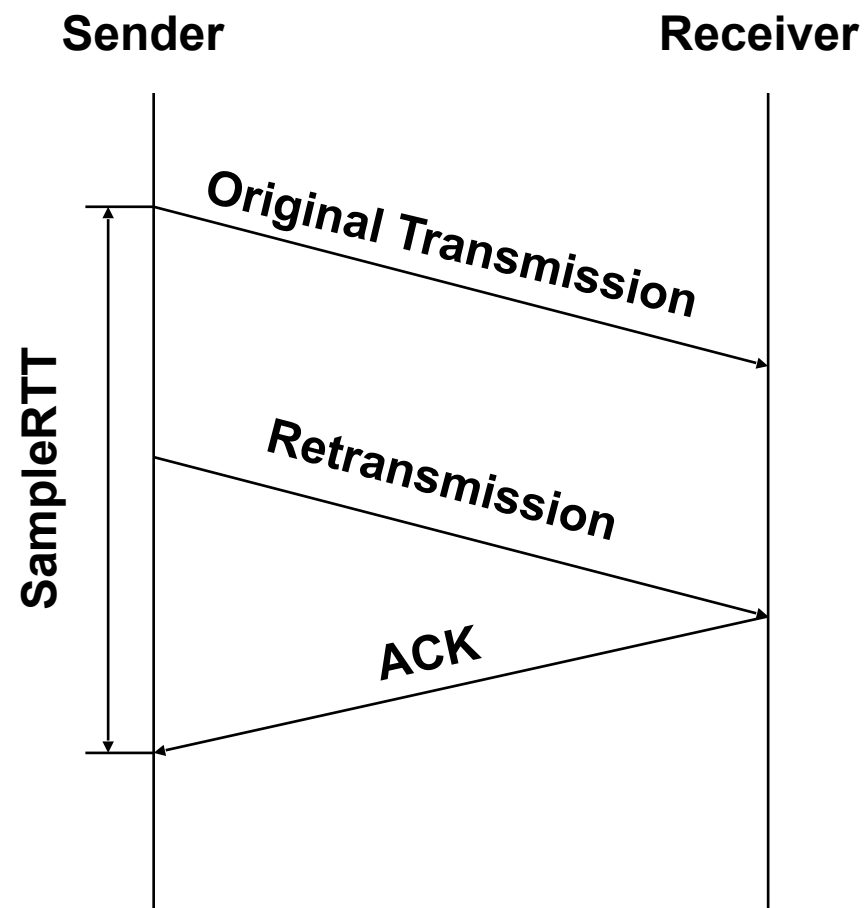 Sender
Receiver
Original Transmission
SampleRTT
Retransmission
ACK